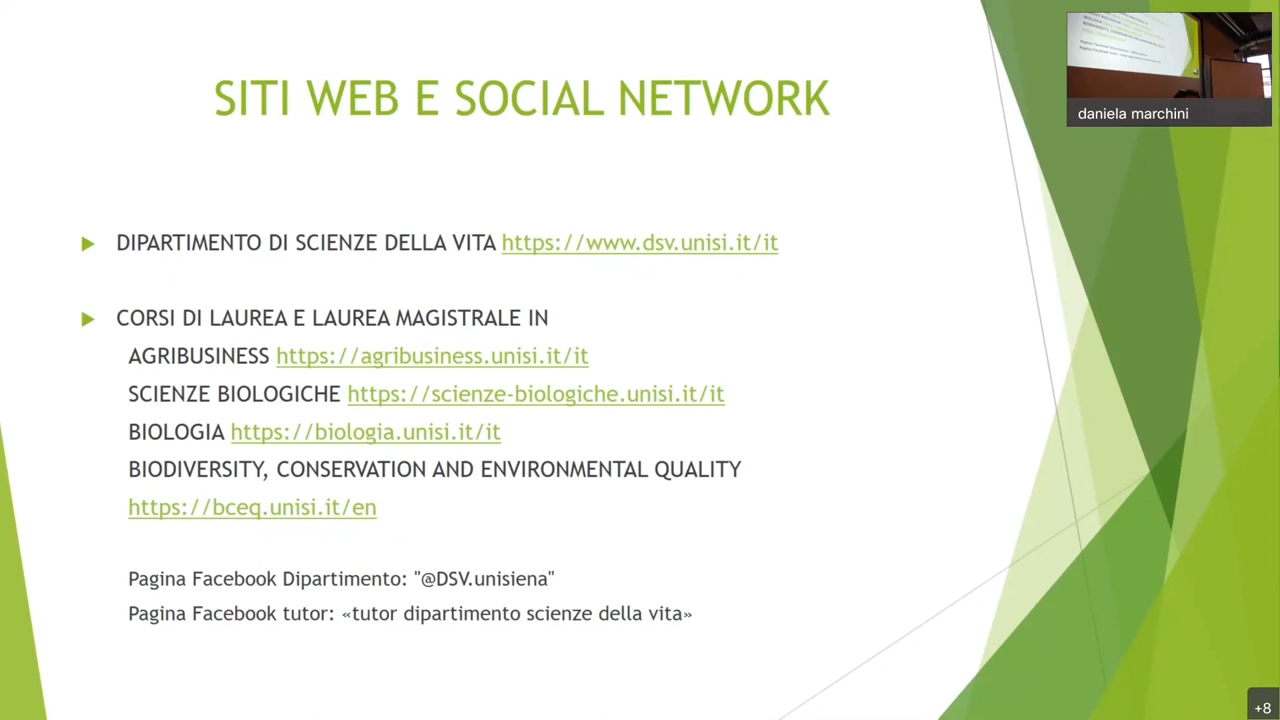 SITI WEB E SOCIAL NETWORK
daniela marchini
DIPARTIMENTO DI SCIENZE DELLA VITA https://www.dsv.unisi.it/it
CORSI DI LAUREA E LAUREA MAGISTRALE IN
AGRIBUSINESS https://agribusiness.unisi.it/it
SCIENZE BIOLOGICHE https://scienze-biologiche.unisi.it/it
BIOLOGIA https://biologia.unisi.it/it
BIODIVERSITY, CONSERVATION AND ENVIRONMENTAL QUALITY
https://bceq.unisi.it/en
Pagina Facebook Dipartimento: "@DSV.unisiena"
Pagina Facebook tutor: «tutor dipartimento scienze della vita»
+8